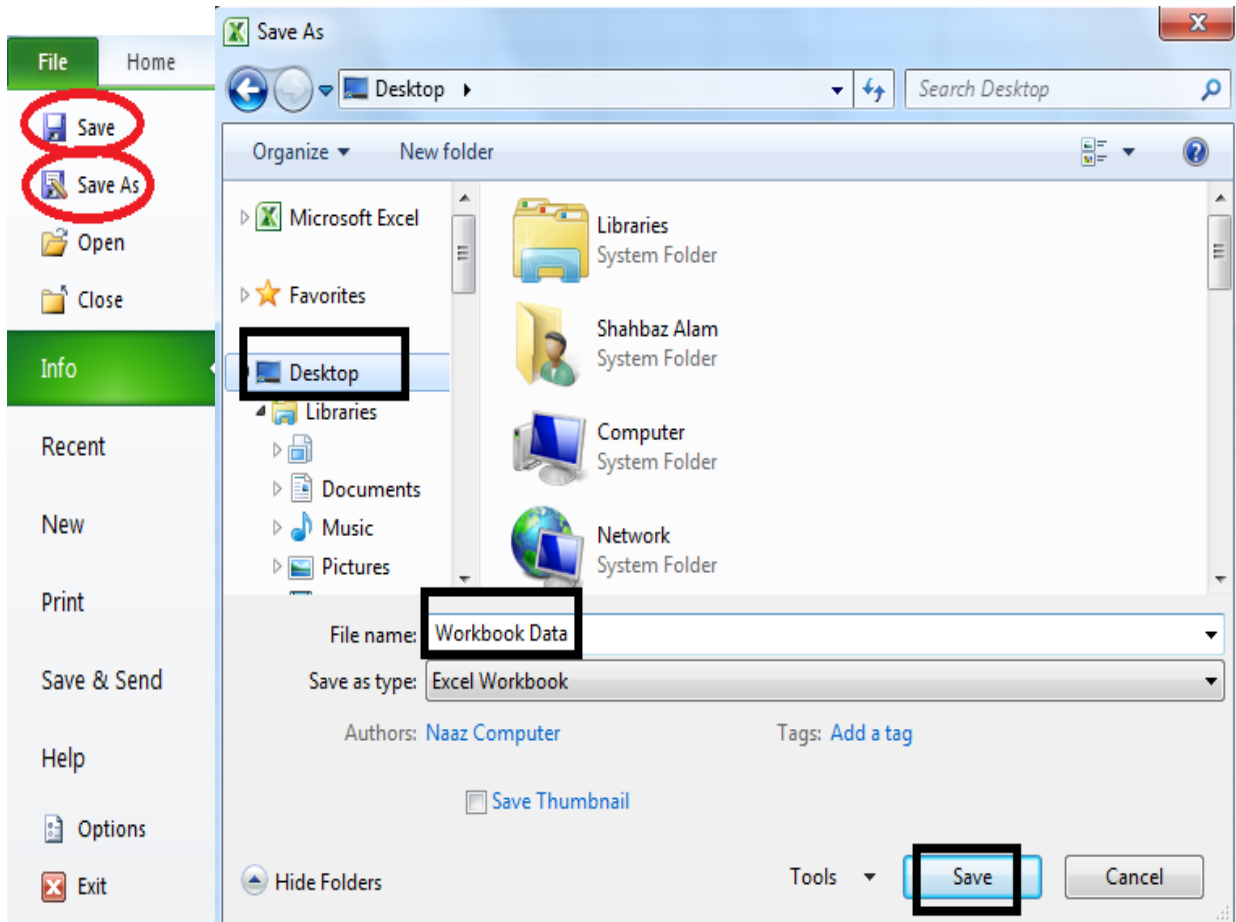 File Home
Save
Save As
Open
Close
Info
Recent
New
Print
Save & Send
Help
Options
Exit
Save As
Desktop
Search Desktop
Organize New folder
Microsoft Excel
Favorites
Desktop
Libraries
Documents
Music
Pictures
Libraries
System Folder
Shahbaz Alam
System Folder
Computer
System Folder
Network
System Folder
File name: Workbook Data
Save as type: Excel Workbook
Authors: Naaz Computer Tags: Add a tag
Save Thumbnail
Hide Folders Tools Save Cancel